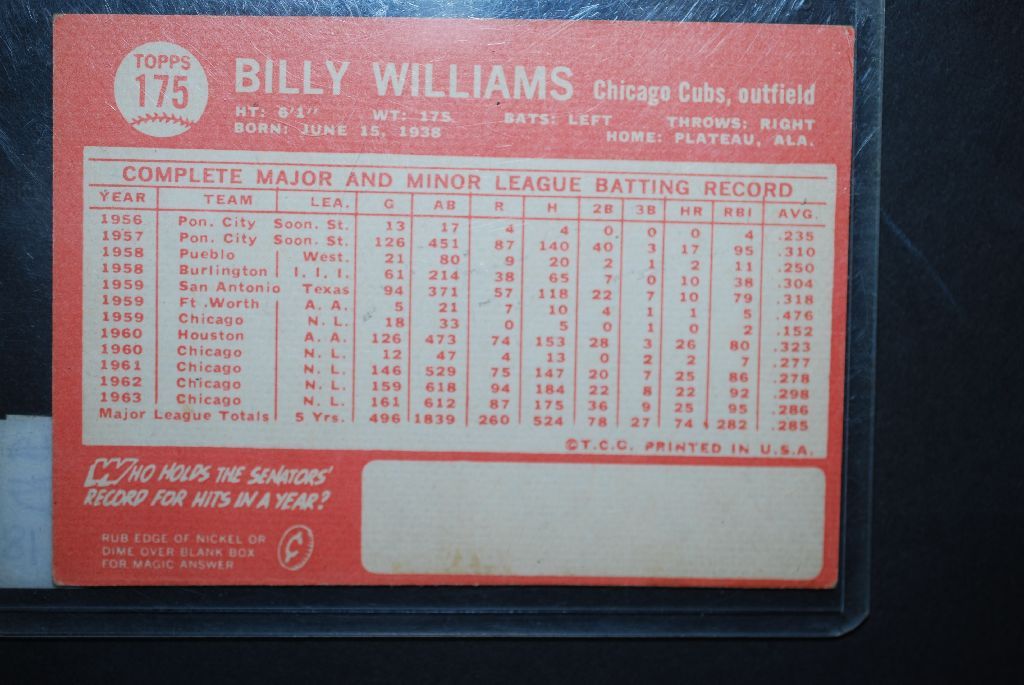 TOPPS
175
BILLY WILLIAMS Chicago Cubs, outfield
HT: 6'1" WT: 175 BATS: LEFT THROWS: RIGHT
BORN: JUNE 15, 1938 HOME: PLATEAU, ALA.
COMPLETE MAJOR AND MINOR LEAGUE BATTING RECORD
YEAR TEAM LEA. G AB R H 2B 3B HR RBI AVG.
1956 Pon. City Soon. St. 13 17 4 4 0 0 0 4 .235
1957 Pon. City Soon. St. 126 451 87 140 40 3 17 95 .310
1958 Pueblo West. 21 80 9 20 2 1 2 11 .250
1958 Burlington I. I. I. 61 214 38 65 7 0 10 38 .304
1959 San Antonio Texas 94 371 57 118 22 7 10 79 .318
1959 Ft. Worth A. A. 5 21 7 10 4 1 1 5 .476
1959 Chicago N. L. 18 33 0 5 0 1 0 2 .152
1960 Houston A. A. 126 473 74 153 28 3 26 80 .323
1960 Chicago N. L. 12 47 4 13 0 2 2 7 .277
1961 Chicago N. L. 146 529 75 147 20 7 25 86 .278
1962 Chicago N. L. 159 618 94 184 22 8 22 92 .298
1963 Chicago N. L. 161 612 87 175 36 9 25 95 .286
Major League Totals 5 Yrs. 496 1839 260 524 78 27 74 282 .285
©T.C.G. PRINTED IN U.S.A.
WHO HOLDS THE SENATORS'
RECORD FOR HITS IN A YEAR?
RUB EDGE OF NICKEL OR
DIME OVER BLANK BOX
FOR MAGIC ANSWER
¢